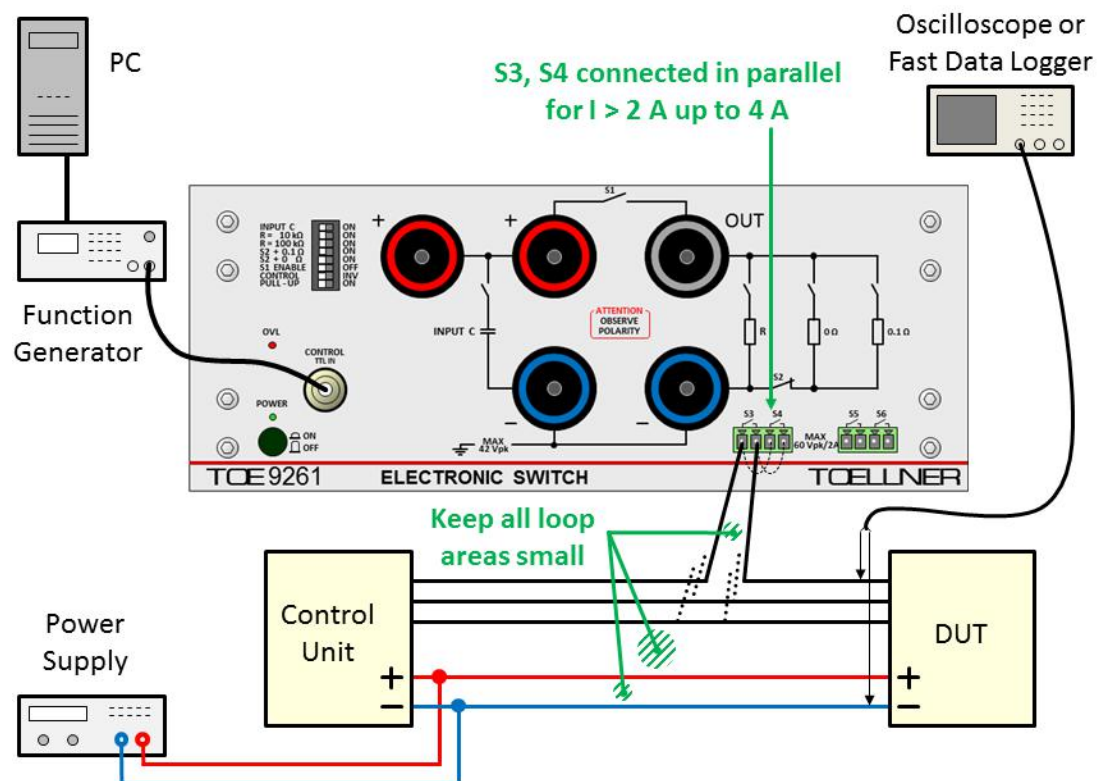 PC
Oscilloscope or
Fast Data Logger
S3, S4 connected in parallel
for I > 2 A up to 4 A
Function
Generator
INPUT C ON
R = 10 kΩ ON
R = 100 kΩ ON
S2 + 0.1 Ω ON
S2 + 0 Ω ON
S1 ENABLE OFF
CONTROL INV
PULL - UP ON
S1
+
+
OUT
ATTENTION
OBSERVE
POLARITY
INPUT C
R
0 Ω
0.1 Ω
S2
OVL
CONTROL
TTL IN
POWER
ON
OFF
−
−
MAX
42 Vpk
S3
S4
MAX
60 Vpk/2A
S5
S6
TOE 9261
ELECTRONIC SWITCH
TOELLNER
Keep all loop
areas small
Control
Unit
+
−
DUT
+
−
Power
Supply